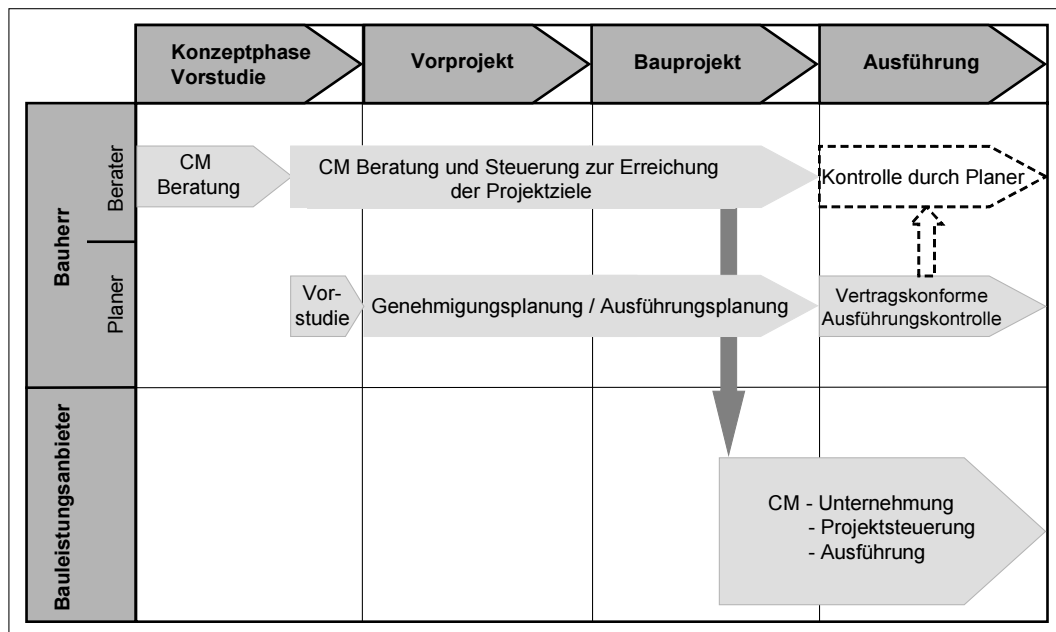 Konzeptphase
Vorstudie
Vorprojekt
Bauprojekt
Ausführung
Bauherr
Berater
CM
Beratung
CM Beratung und Steuerung zur Erreichung
der Projektziele
Kontrolle durch Planer
Planer
Vor-
studie
Genehmigungsplanung / Ausführungsplanung
Vertragskonforme
Ausführungskontrolle
Bauleistungsanbieter
CM - Unternehmung
- Projektsteuerung
- Ausführung